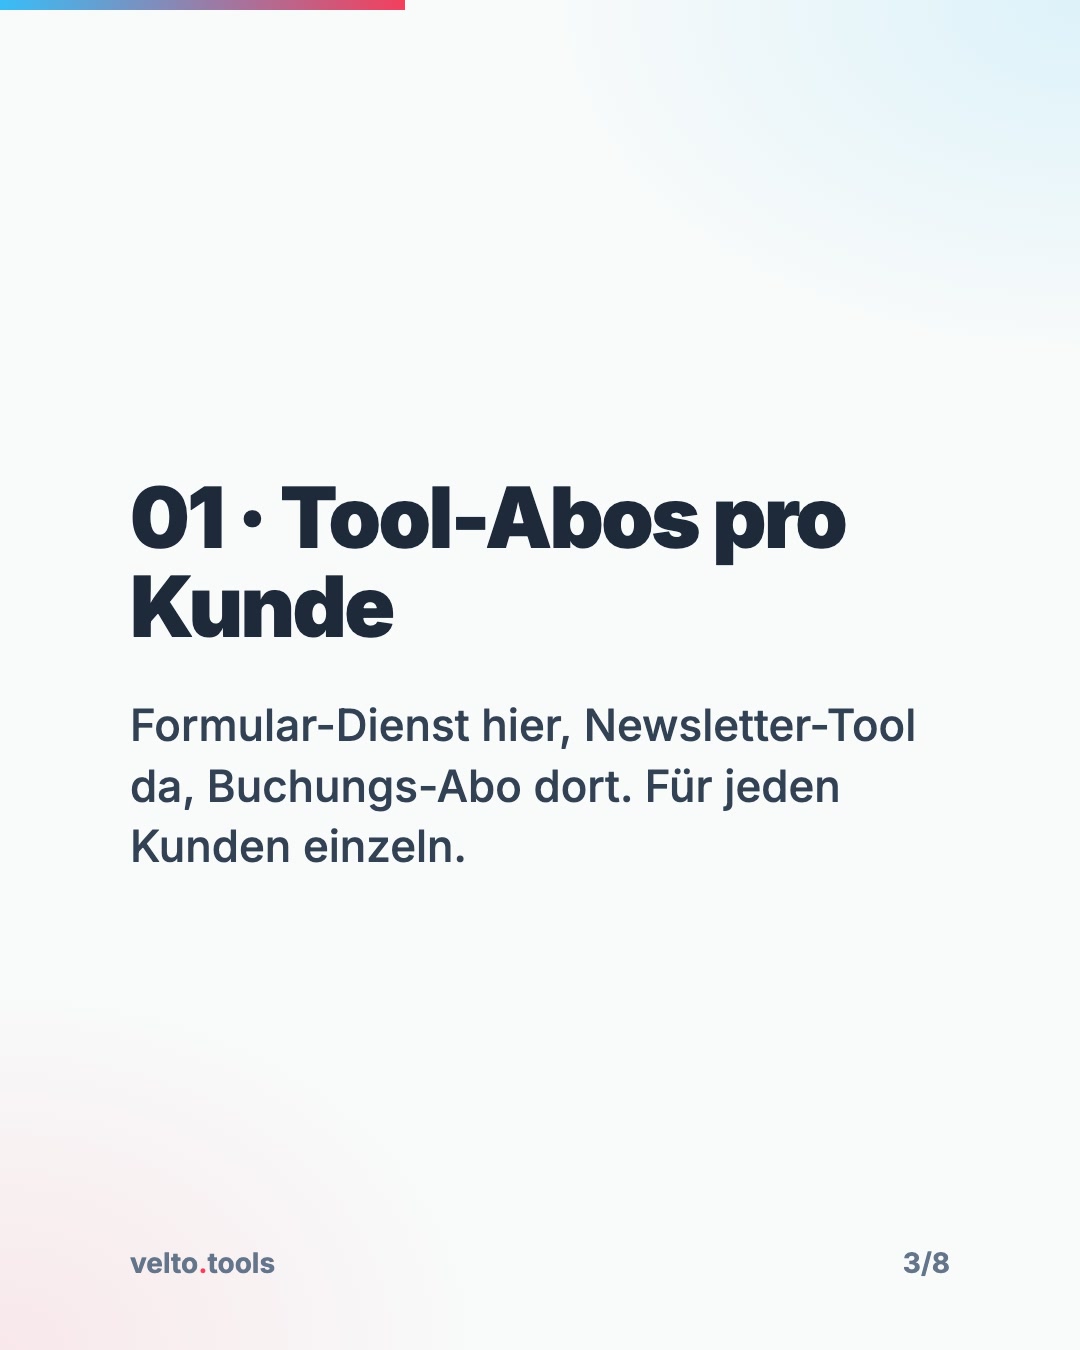 01 · Tool-Abos pro
Kunde
Formular-Dienst hier, Newsletter-Tool
da, Buchungs-Abo dort. Für jeden
Kunden einzeln.
velto.tools
3/8